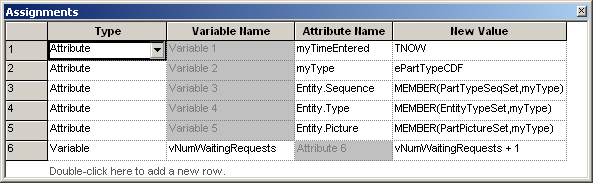 Assignments
Type Variable Name Attribute Name New Value
1 Attribute Variable 1 myTimeEntered TNOW
2 Attribute Variable 2 myType ePartTypeCDF
3 Attribute Variable 3 Entity.Sequence MEMBER(PartTypeSeqSet,myType)
4 Attribute Variable 4 Entity.Type MEMBER(EntityTypeSet,myType)
5 Attribute Variable 5 Entity.Picture MEMBER(PartPictureSet,myType)
6 Variable vNumWaitingRequests Attribute 6 vNumWaitingRequests + 1
Double-click here to add a new row.